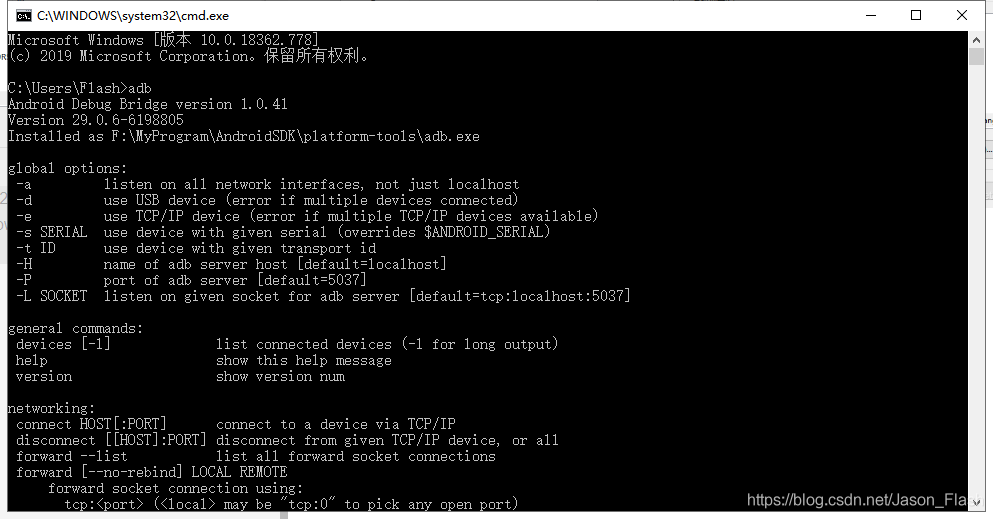 C:\WINDOWS\system32\cmd.exe
Microsoft Windows [版本 10.0.18362.778]
(c) 2019 Microsoft Corporation。保留所有权利。
C:\Users\Flash>adb
Android Debug Bridge version 1.0.41
Version 29.0.6-6198805
Installed as F:\MyProgram\AndroidSDK\platform-tools\adb.exe
global options:
-a listen on all network interfaces, not just localhost
-d use USB device (error if multiple devices connected)
-e use TCP/IP device (error if multiple TCP/IP devices available)
-s SERIAL use device with given serial (overrides $ANDROID_SERIAL)
-t ID use device with given transport id
-H name of adb server host [default=localhost]
-P port of adb server [default=5037]
-L SOCKET listen on given socket for adb server [default=tcp:localhost:5037]
general commands:
devices [-l] list connected devices (-l for long output)
help show this help message
version show version num
networking:
connect HOST[:PORT] connect to a device via TCP/IP
disconnect [[HOST]:PORT] disconnect from given TCP/IP device, or all
forward --list list all forward socket connections
forward [--no-rebind] LOCAL REMOTE
forward socket connection using:
tcp:<port> (<local> may be "tcp:0" to pick any open port)
https://blog.csdn.net/Jason_Flash